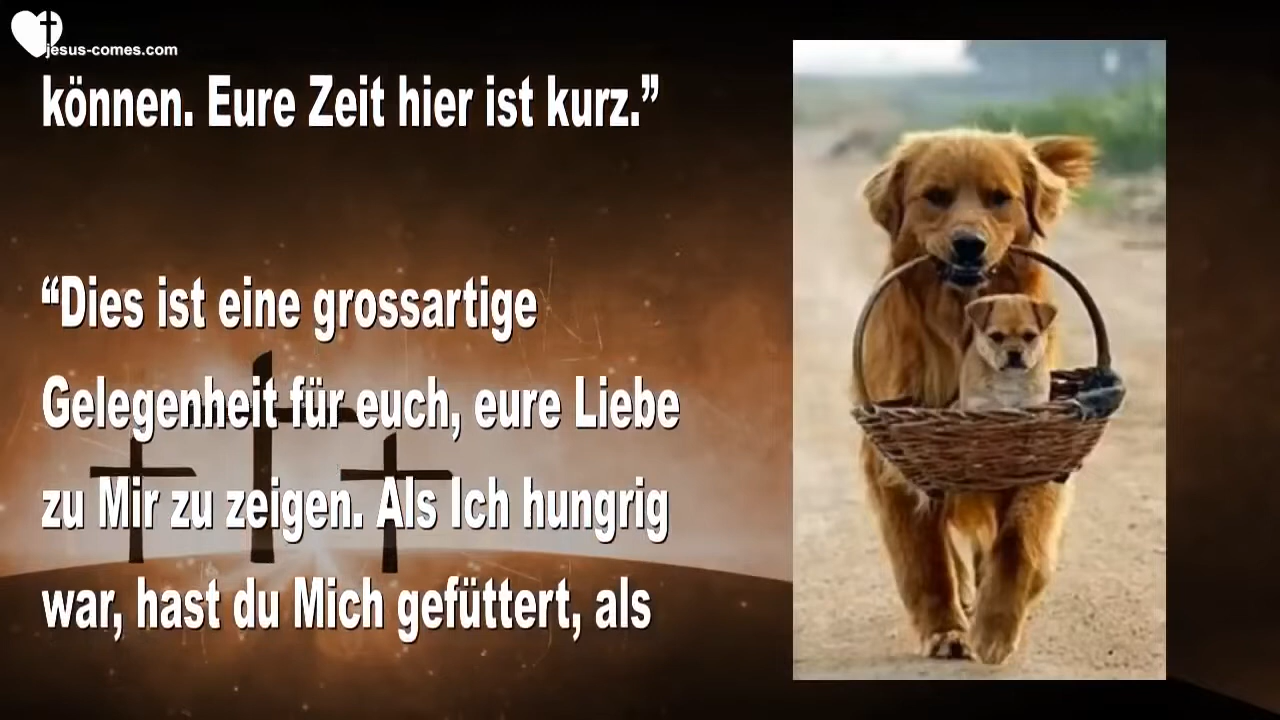 jesus-comes.com
können. Eure Zeit hier ist kurz.”
“Dies ist eine grossartige
Gelegenheit für euch, eure Liebe
zu Mir zu zeigen. Als Ich hungrig
war, hast du Mich gefüttert, als